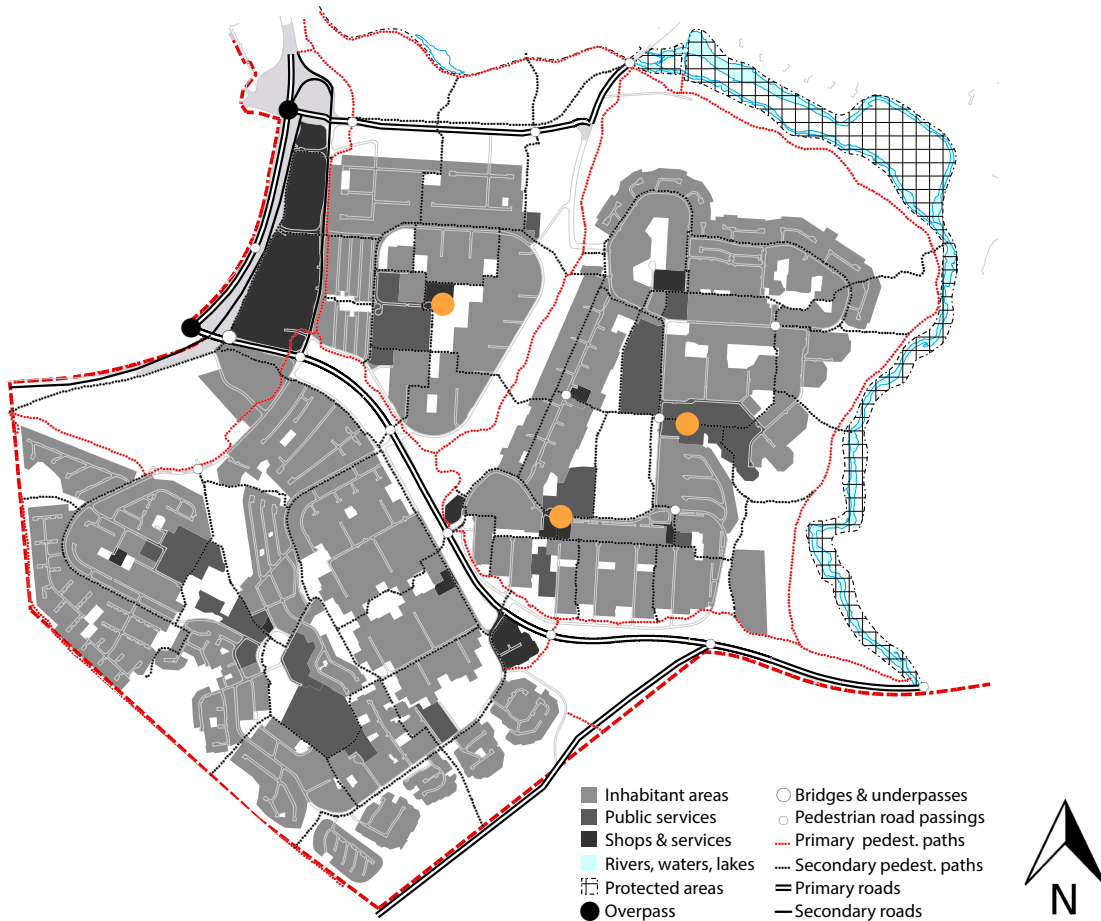 Inhabitant areas
Public services
Shops & services
Rivers, waters, lakes
Protected areas
Overpass
Bridges & underpasses
Pedestrian road passings
Primary pedest. paths
Secondary pedest. paths
Primary roads
Secondary roads
N